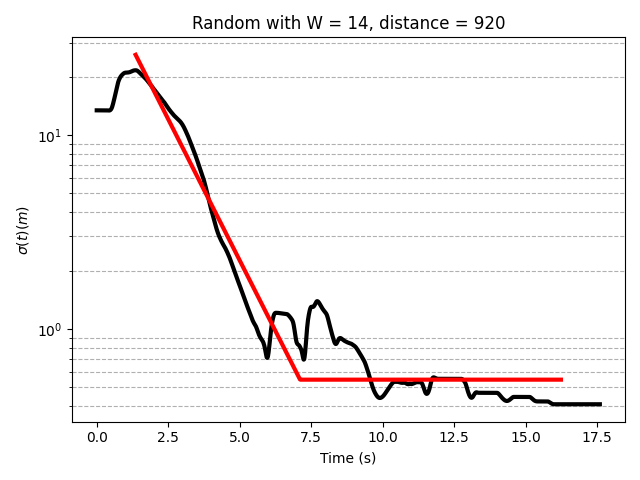 Random with W = 14, distance = 920
σ(t)(m)
10¹
10⁰
0.0 2.5 5.0 7.5 10.0 12.5 15.0 17.5
Time (s)